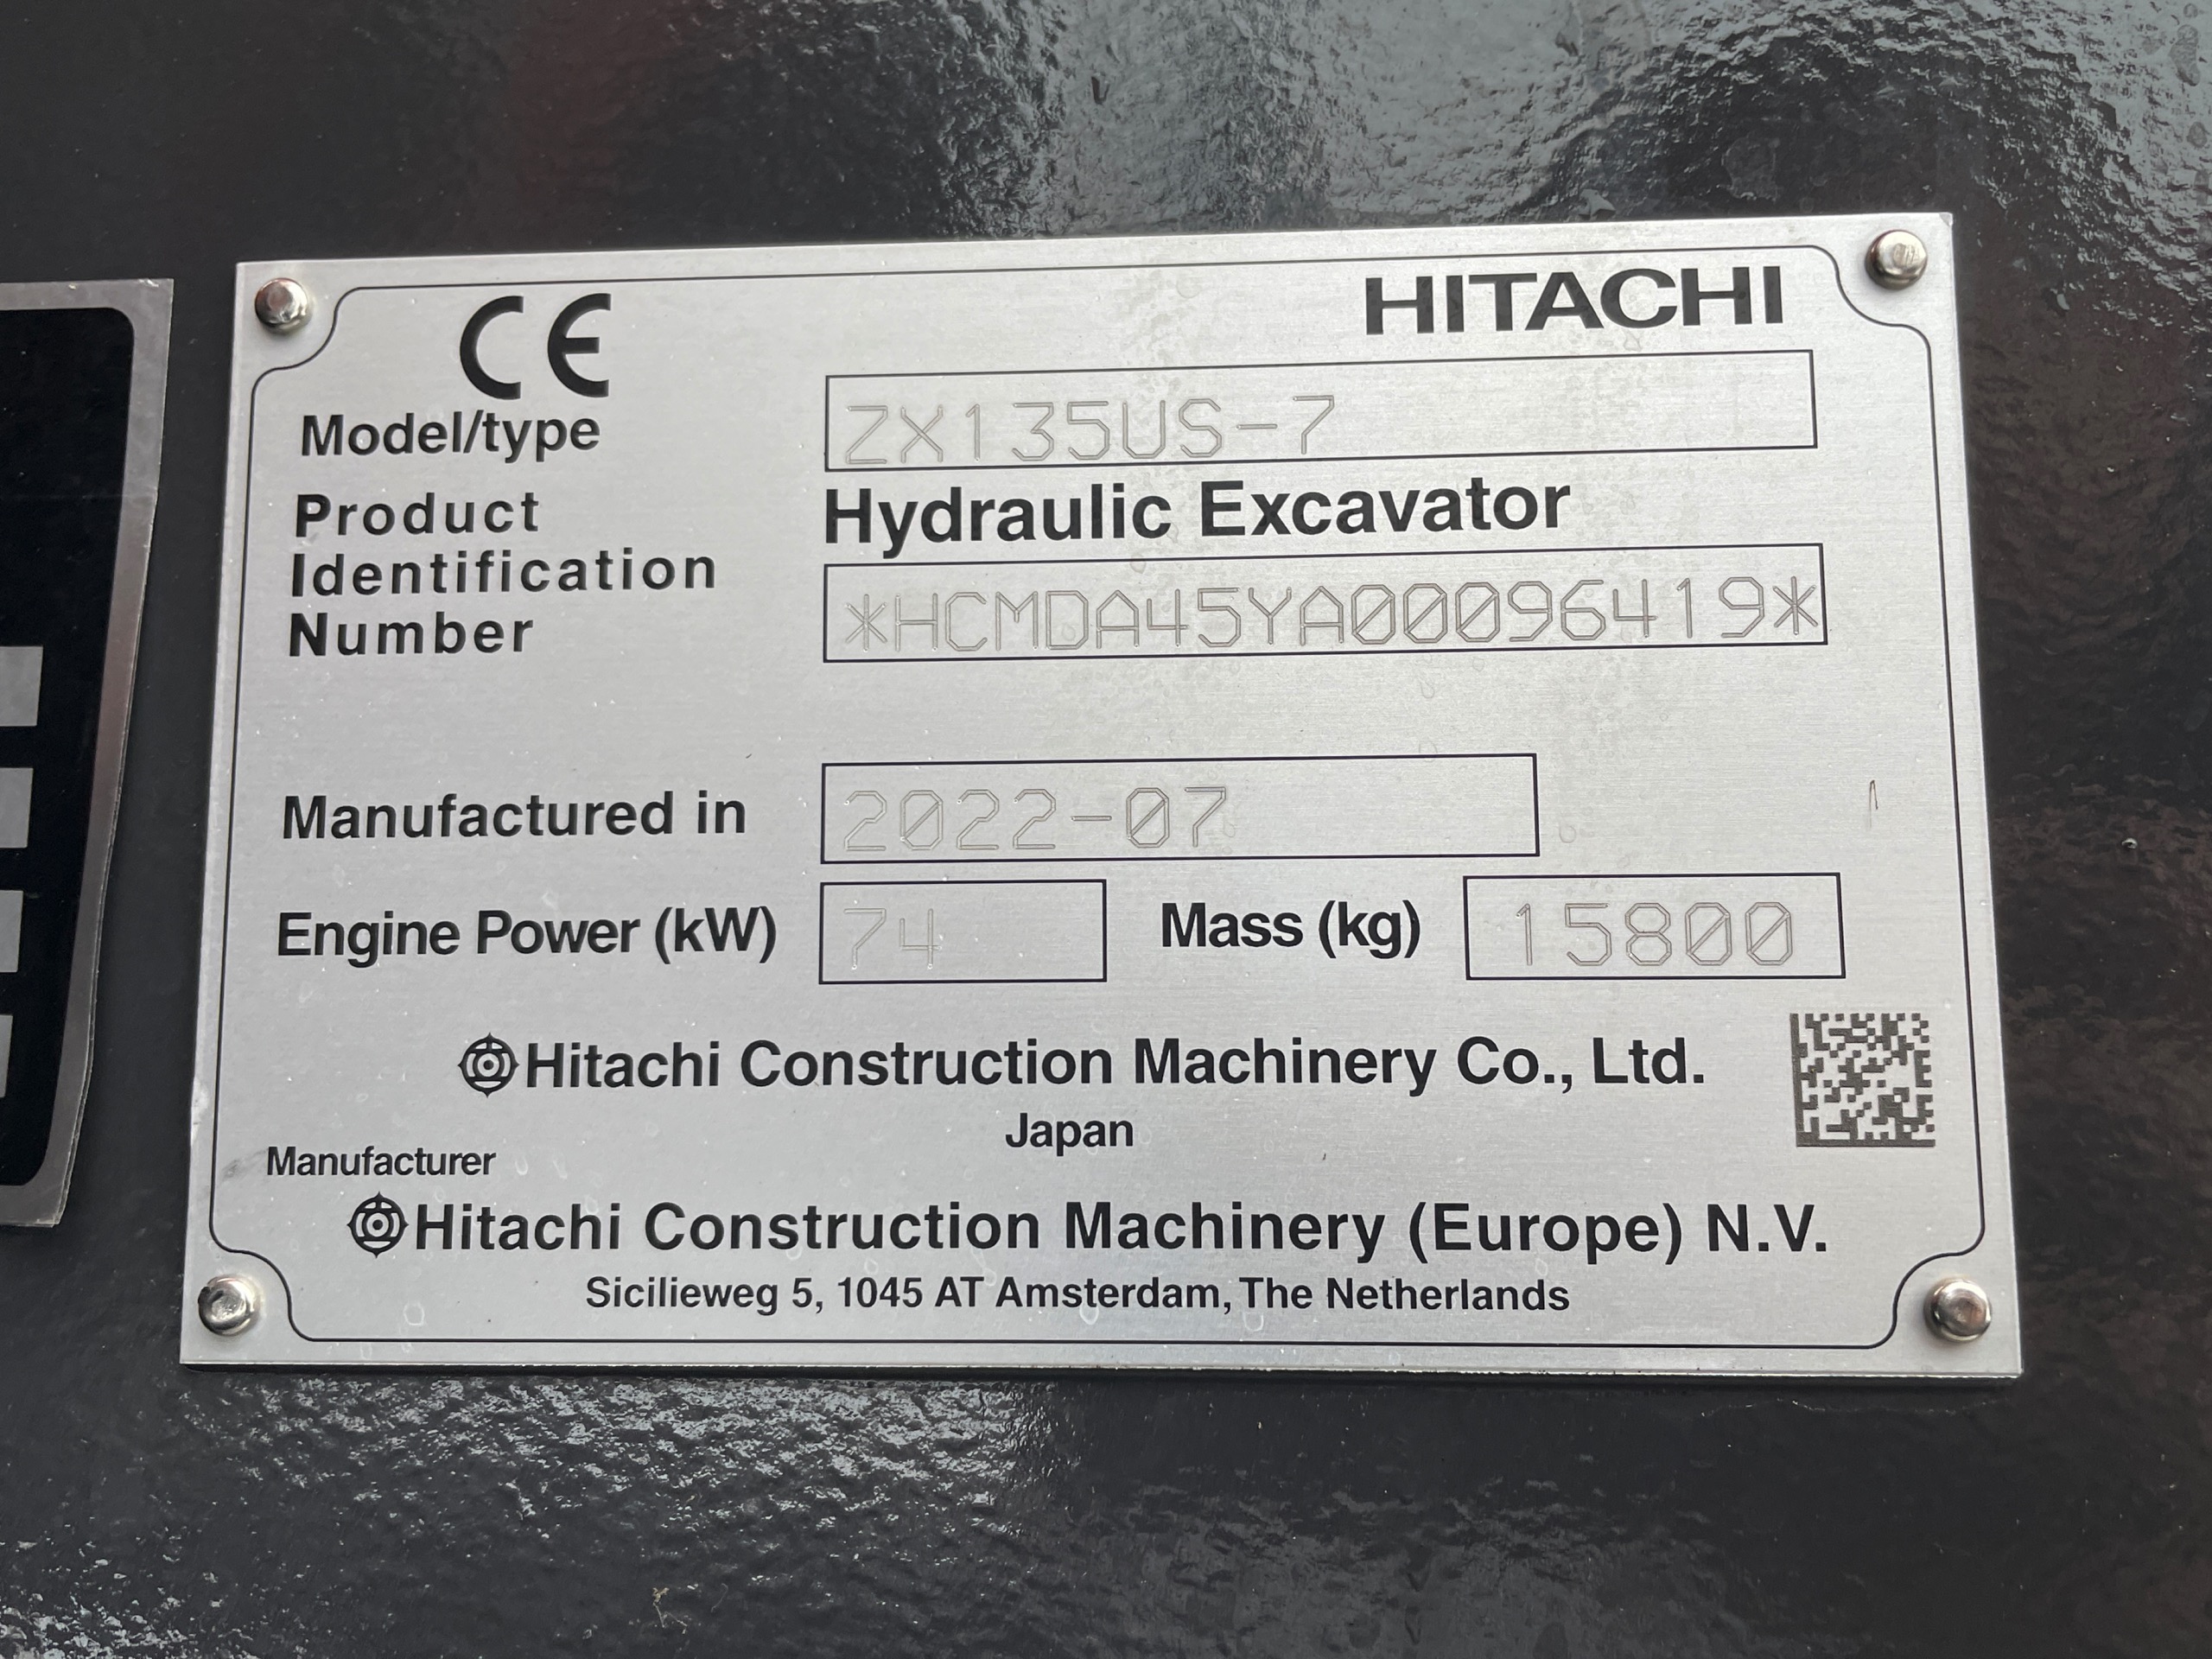 CE
HITACHI
Model/type ZX135US-7
Hydraulic Excavator
Product
Identification
Number
*HCMDA45YA00096419*
Manufactured in 2022-07
Engine Power (kW) 74 Mass (kg) 15800
Hitachi Construction Machinery Co., Ltd.
Japan
Manufacturer
Hitachi Construction Machinery (Europe) N.V.
Sicilieweg 5, 1045 AT Amsterdam, The Netherlands